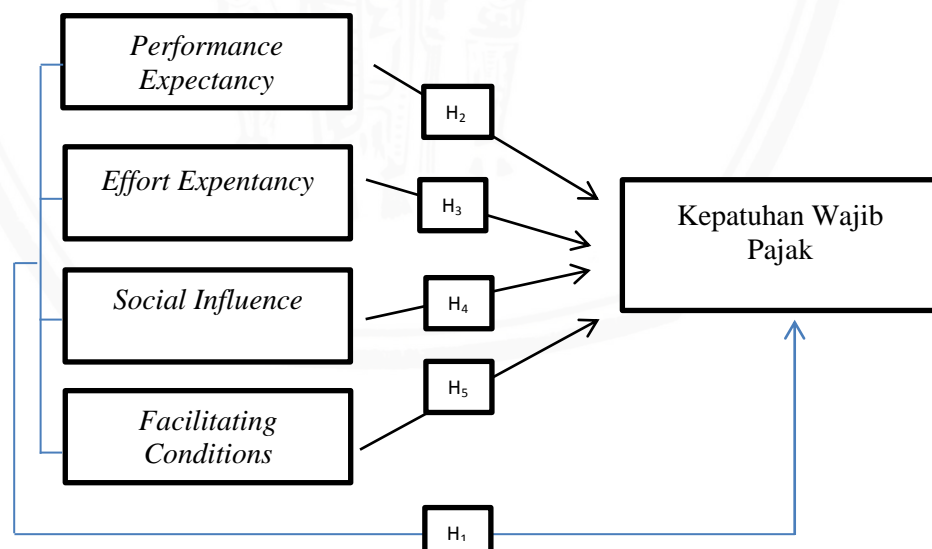 Performance
Expectancy
H₂
Effort Expentancy
H₃
Kepatuhan Wajib
Pajak
Social Influence
H₄
Facilitating
Conditions
H₅
H₁